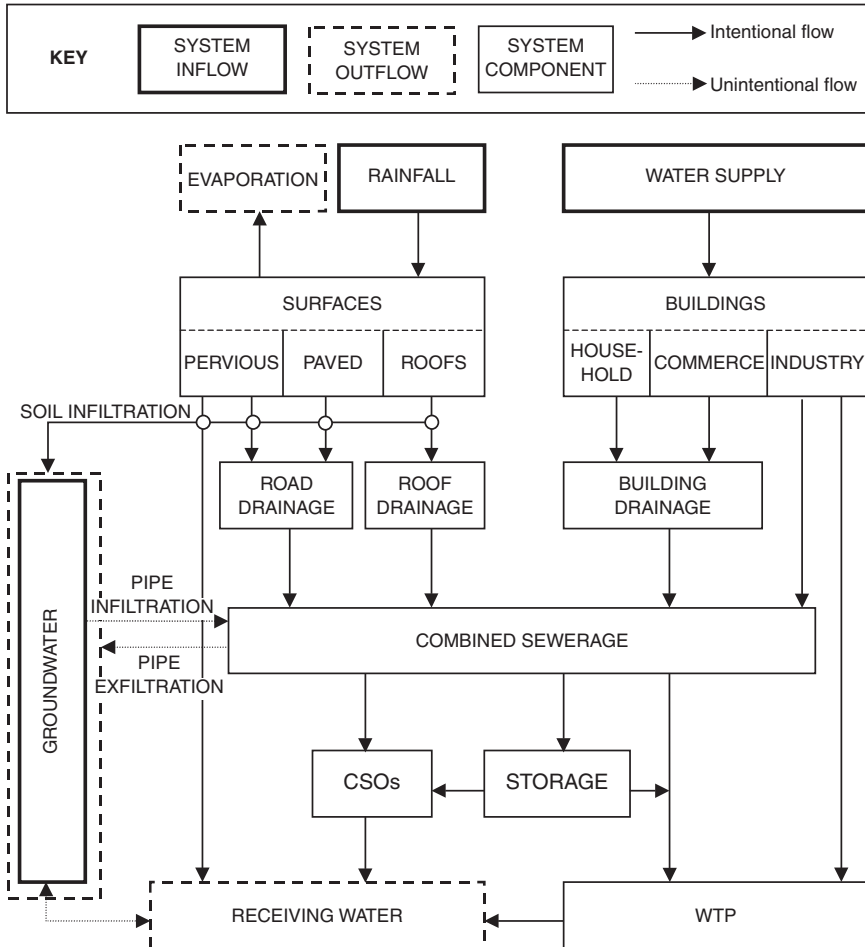 KEY
SYSTEM
INFLOW
SYSTEM
OUTFLOW
SYSTEM
COMPONENT
Intentional flow
Unintentional flow
EVAPORATION
RAINFALL
WATER SUPPLY
SURFACES
BUILDINGS
PERVIOUS
PAVED
ROOFS
HOUSE-
HOLD
COMMERCE
INDUSTRY
SOIL INFILTRATION
ROAD
DRAINAGE
ROOF
DRAINAGE
BUILDING
DRAINAGE
GROUNDWATER
PIPE
INFILTRATION
PIPE
EXFILTRATION
COMBINED SEWERAGE
CSOs
STORAGE
RECEIVING WATER
WTP